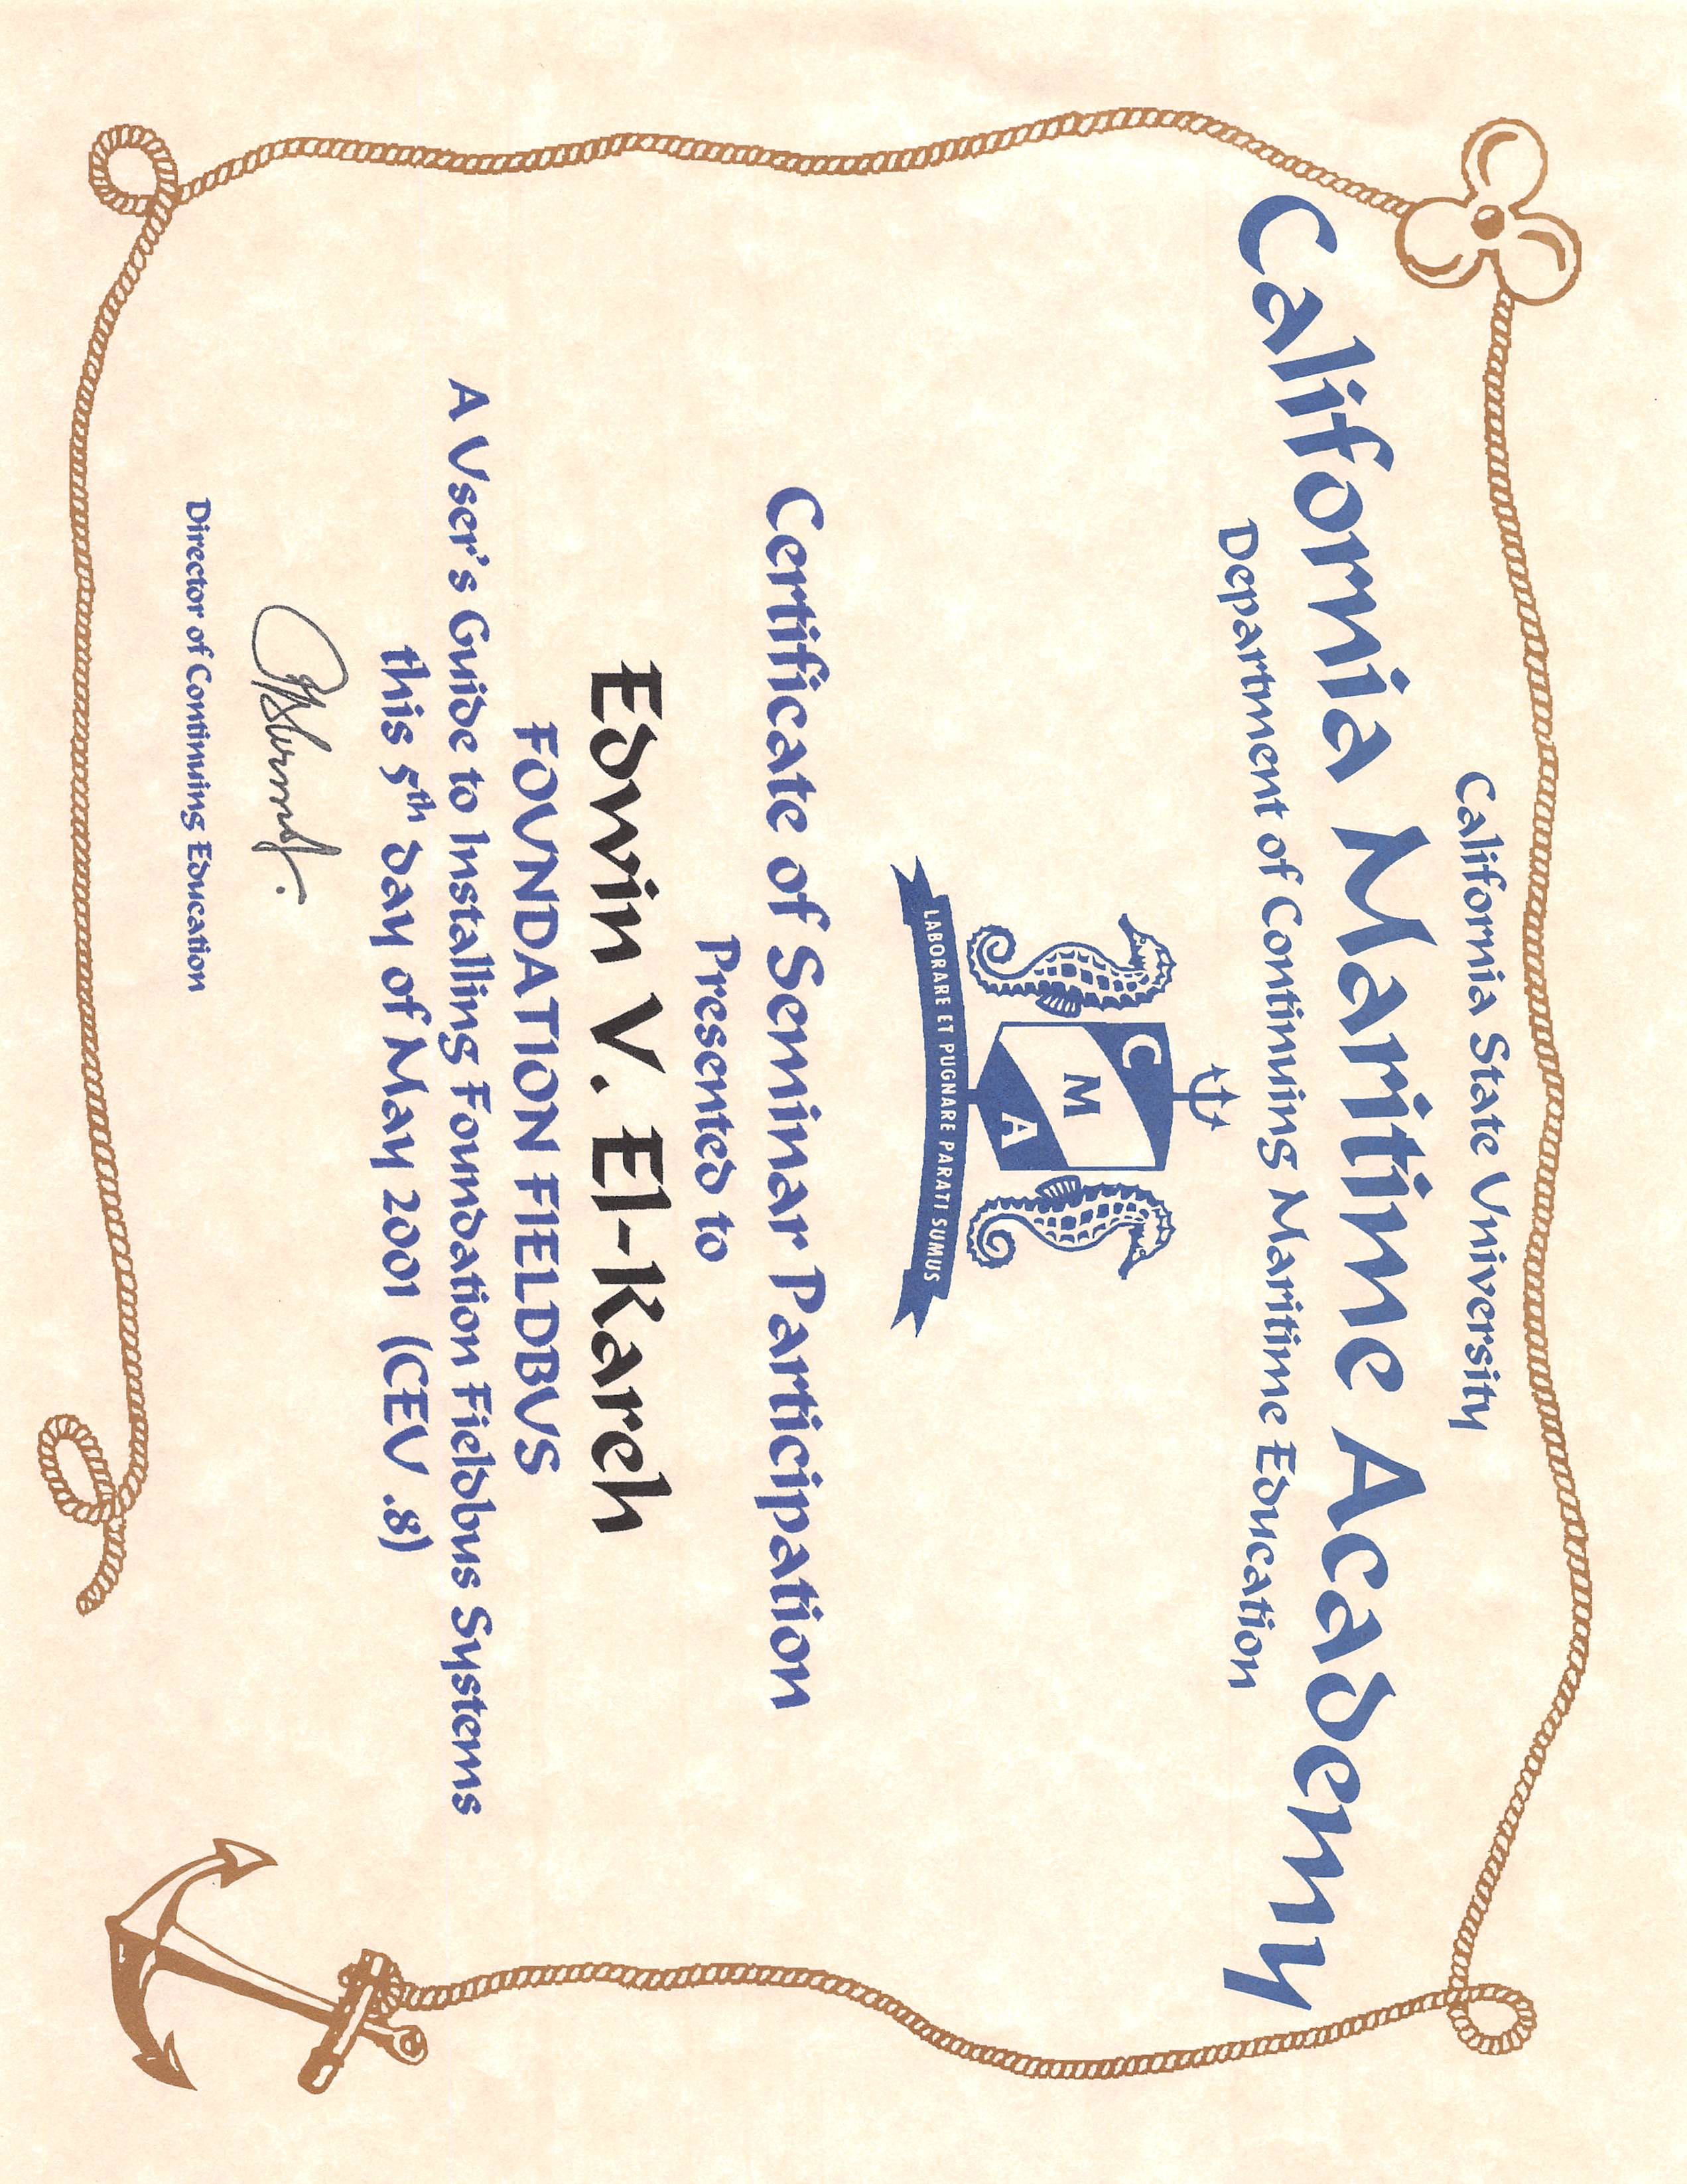 California State University
California Maritime Academy
Department of Continuing Maritime Education
C
M
A
LABORARE ET PUGNARE PARATI SUMUS
Certificate of Seminar Participation
Presented to
Edwin V. El-Kareh
FOUNDATION FIELDBUS
A User's Guide to Installing Foundation Fieldbus Systems
this 5th day of May 2001 (CEU .8)
Director of Continuing Education